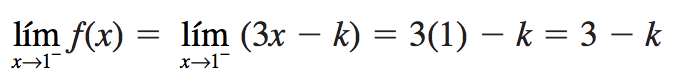 lím f(x) = lím (3x − k) = 3(1) − k = 3 − k
x→1⁻ x→1⁻